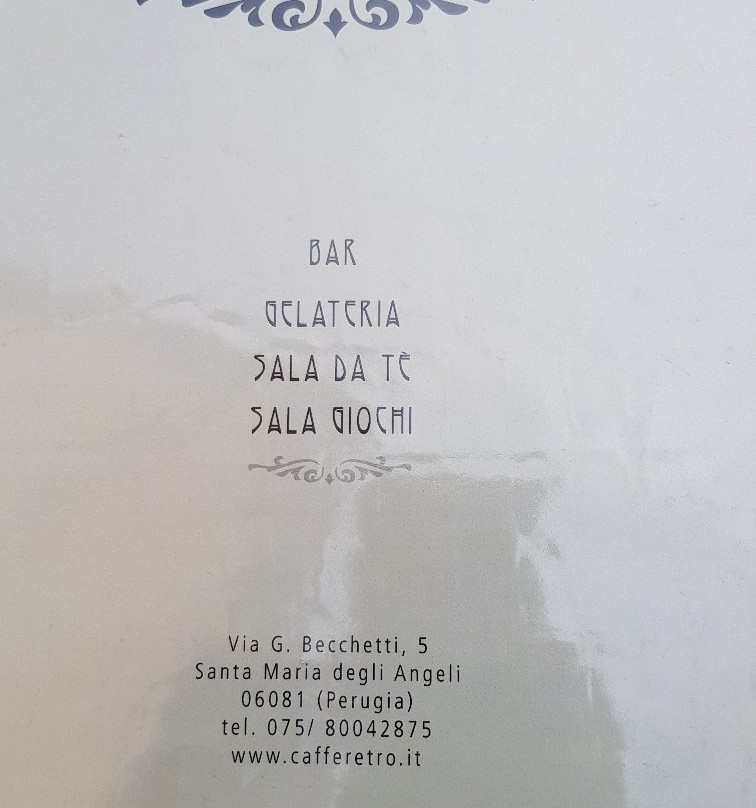 BAR
GELATERIA
SALA DA TÈ
SALA GIOCHI
Via G. Becchetti, 5
Santa Maria degli Angeli
06081 (Perugia)
tel. 075/ 80042875
www.cafferetro.it